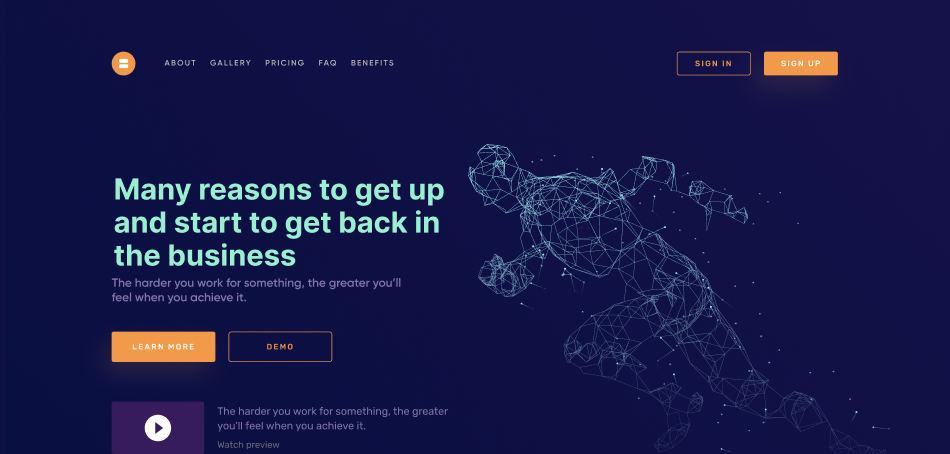 ABOUT GALLERY PRICING FAQ BENEFITS SIGN IN SIGN UP
Many reasons to get up
and start to get back in
the business
The harder you work for something, the greater you'll
feel when you achieve it.
LEARN MORE DEMO
The harder you work for something, the greater
you'll feel when you achieve it.
Watch preview